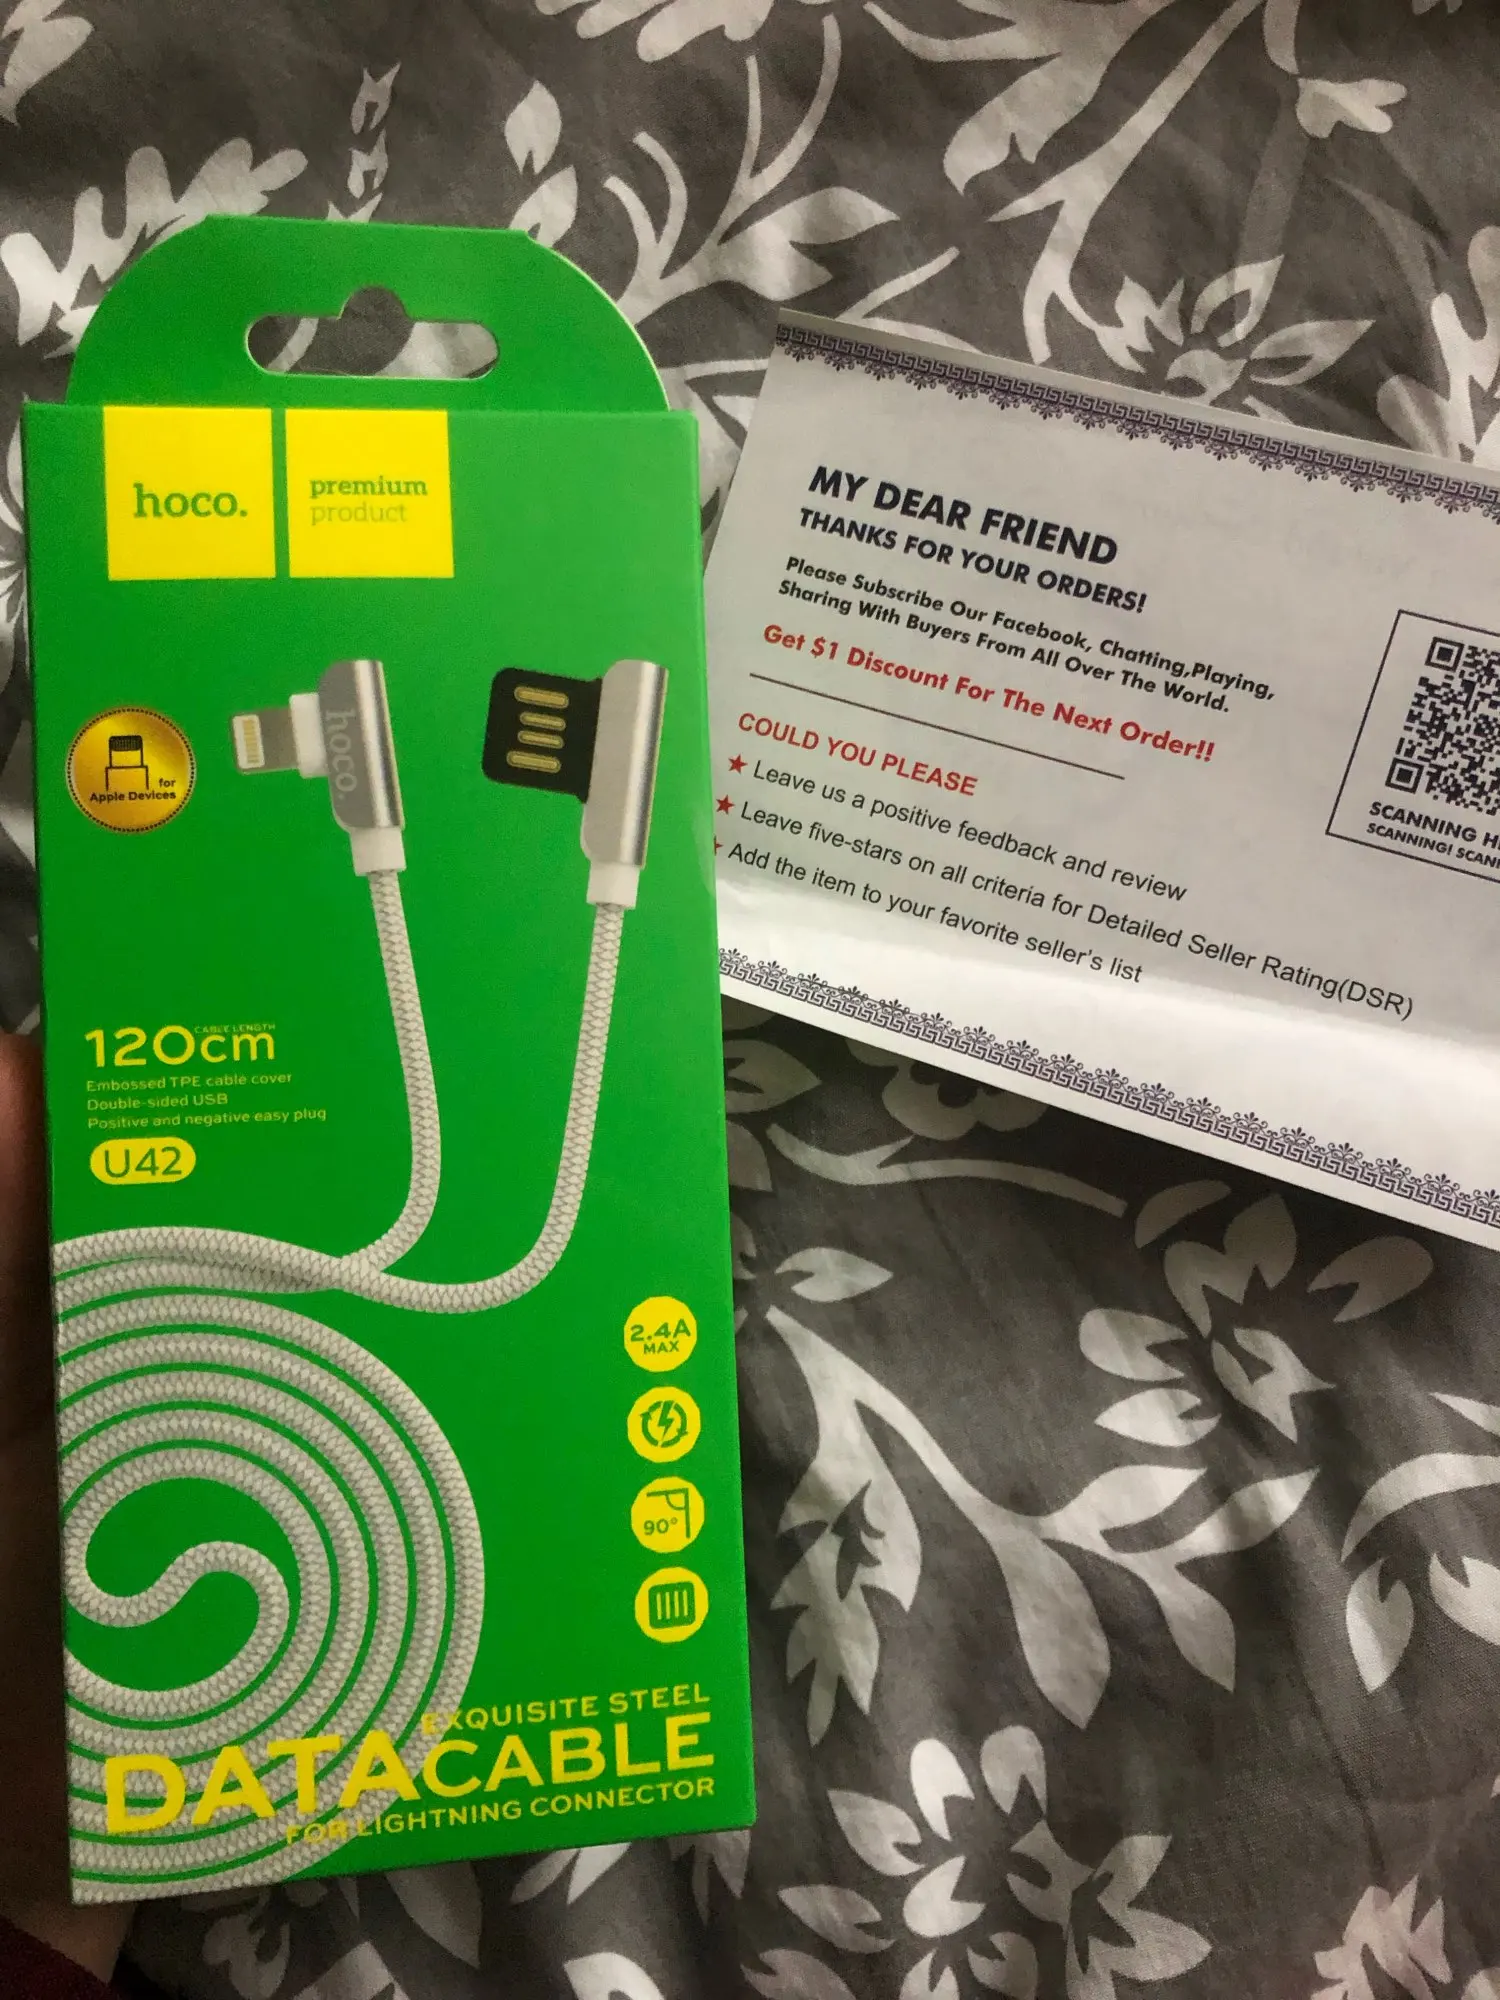 hoco.
premium
product
hoco.
for
Apple Devices
CABLE LENGTH
120cm
Embossed TPE cable cover
Double-sided USB
Positive and negative easy plug
U42
2.4A
MAX
90°
EXQUISITE STEEL
DATACABLE
FOR LIGHTNING CONNECTOR
MY DEAR FRIEND
THANKS FOR YOUR ORDERS!
Please Subscribe Our Facebook, Chatting,Playing,
Sharing With Buyers From All Over The World.
Get $1 Discount For The Next Order!!
COULD YOU PLEASE
★ Leave us a positive feedback and review
★ Leave five-stars on all criteria for Detailed Seller Rating(DSR)
★ Add the item to your favorite seller's list
SCANNING
SCANNING!